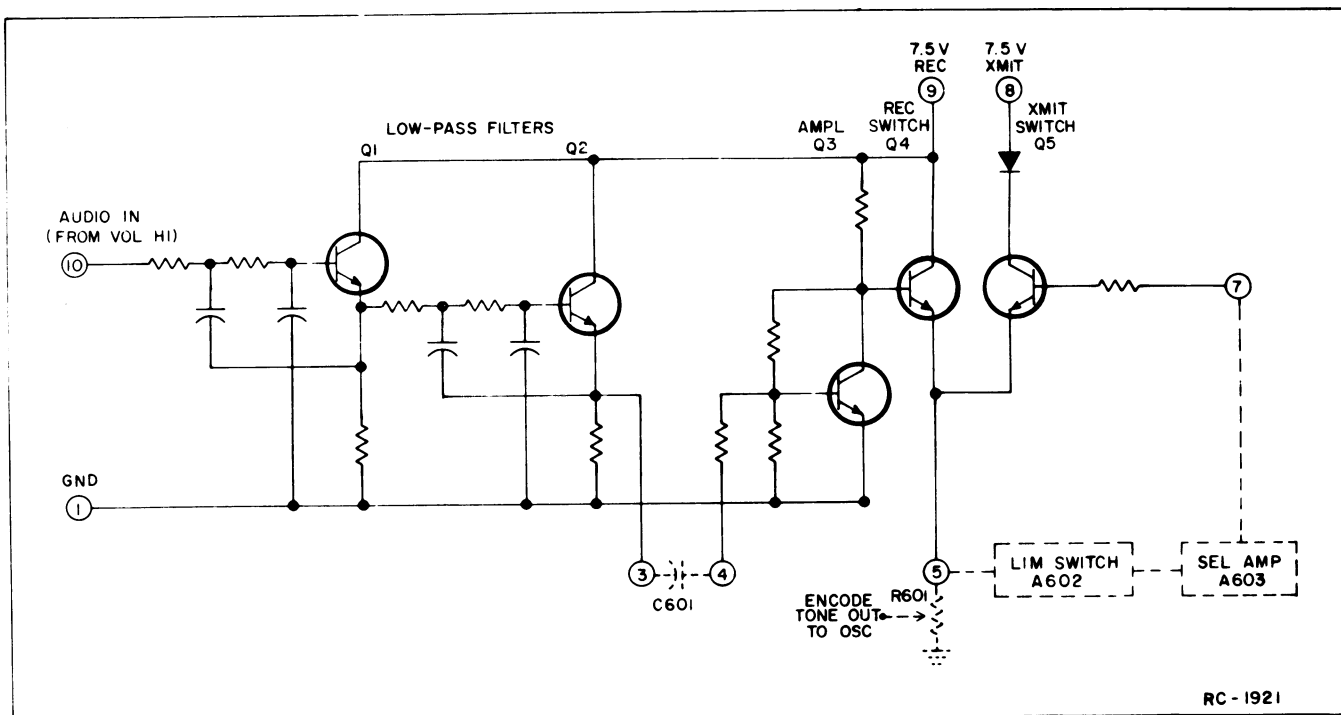 7.5 V
REC
9
7.5 V
XMIT
8
LOW-PASS FILTERS
Q1
Q2
AMPL
Q3
REC
SWITCH
Q4
XMIT
SWITCH
Q5
AUDIO IN
(FROM VOL HI)
10
7
GND
1
3
4
C601
5
R601
LIM SWITCH
A602
SEL AMP
A603
ENCODE
TONE OUT
TO OSC
RC-1921